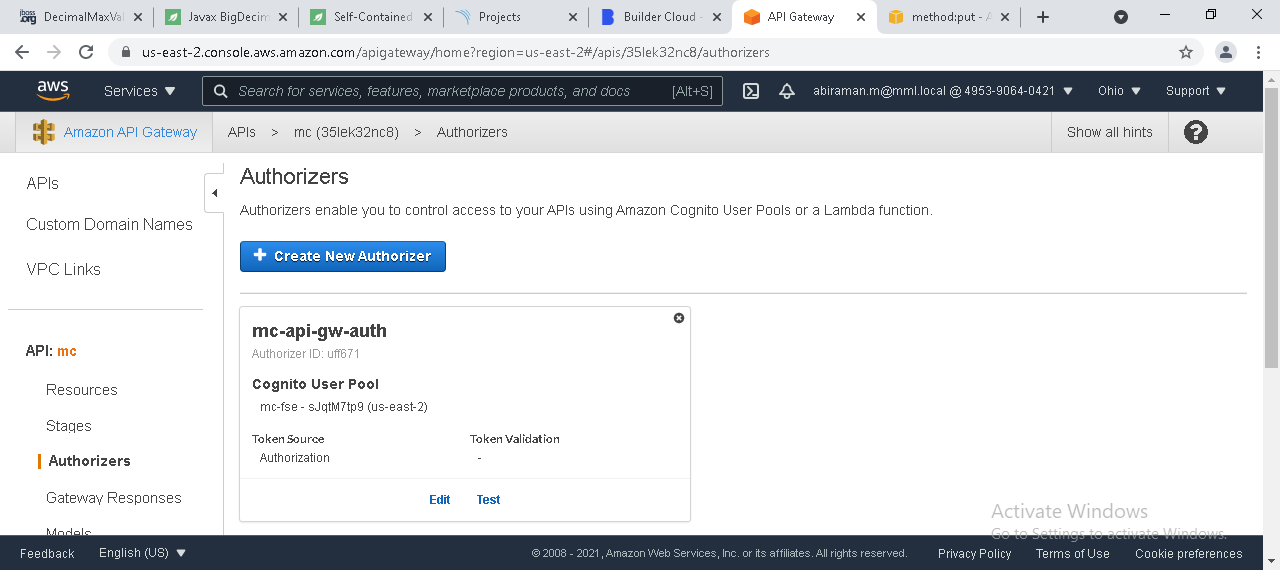 jboss .org DecimalMaxVal
Javax BigDecim
Self-Contained
Projects
Builder Cloud -
API Gateway
method:put - A
us-east-2.console.aws.amazon.com/apigateway/home?region=us-east-2#/apis/35lek32nc8/authorizers
aws Services Search for services, features, marketplace products, and docs [Alt+S] abiraman.m@mml.local @ 4953-9064-0421 Ohio Support
Amazon API Gateway APIs > mc (35lek32nc8) > Authorizers Show all hints ?
APIs
Custom Domain Names
VPC Links
API: mc
Resources
Stages
Authorizers
Gateway Responses
Models
Authorizers
Authorizers enable you to control access to your APIs using Amazon Cognito User Pools or a Lambda function.
+ Create New Authorizer
mc-api-gw-auth
Authorizer ID: uff671
Cognito User Pool
mc-fse - sJqtM7tp9 (us-east-2)
Token Source Token Validation
Authorization -
Edit Test
Activate Windows
Go to Settings to activate Windows.
Feedback English (US) © 2008 - 2021, Amazon Web Services, Inc. or its affiliates. All rights reserved. Privacy Policy Terms of Use Cookie preferences